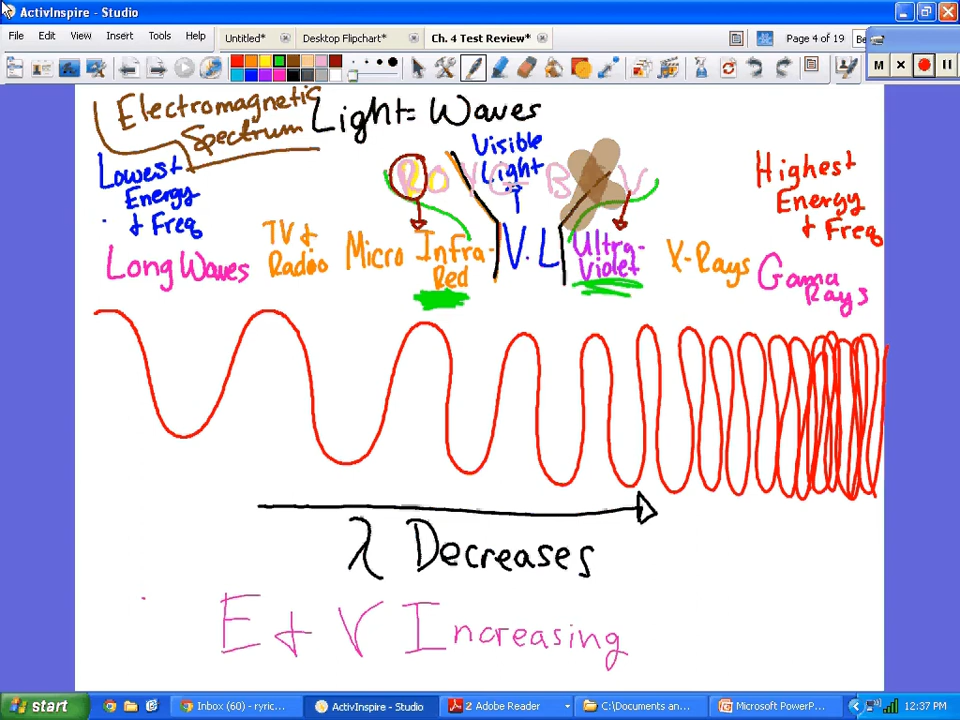 ActivInspire - Studio
File Edit View Insert Tools Help
Untitled* Desktop Flipchart* Ch. 4 Test Review* Page 4 of 19 Be
M
Electromagnetic
Spectrum
Light= Waves
Visible
Light
R O Y G B V
Lowest
Energy
& Freq
Highest
Energy
& Freq
Long Waves
TV &
Radio
Micro
Infra-
Red
V. L
Ultra-
Violet
X-Rays
Gama
Rays
λ Decreases
E & V Increasing
start
Inbox (60) - ryric...
ActivInspire - Studio
2 Adobe Reader
C:\Documents an...
Microsoft PowerP...
12:37 PM